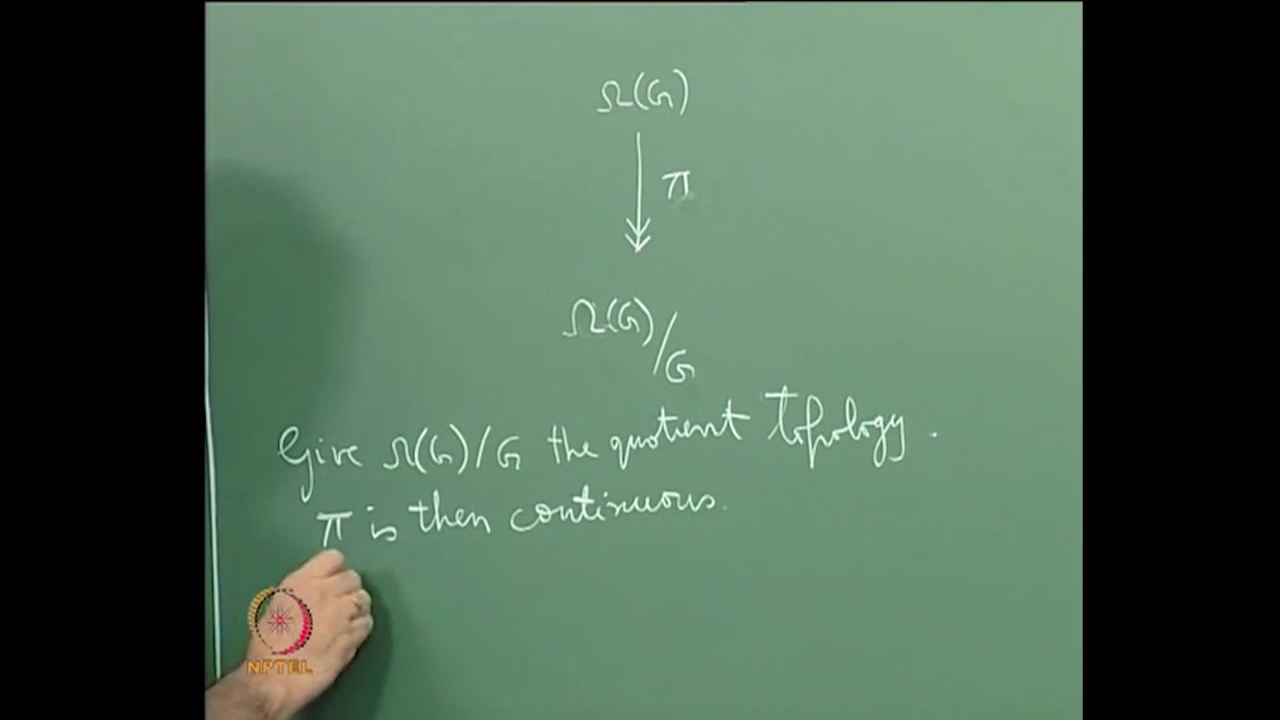 Ω(G)
π
Ω(G)/G
Give Ω(G)/G the quotient topology.
π is then continuous.
NPTEL